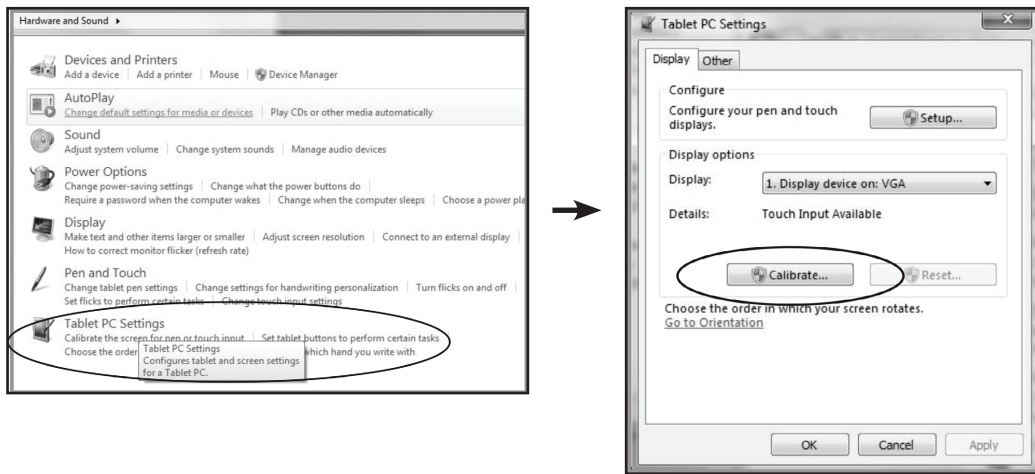 Hardware and Sound
Devices and Printers
Add a device Add a printer Mouse Device Manager
AutoPlay
Change default settings for media or devices Play CDs or other media automatically
Sound
Adjust system volume Change system sounds Manage audio devices
Power Options
Change power-saving settings Change what the power buttons do
Require a password when the computer wakes Change when the computer sleeps Choose a power pla
Display
Make text and other items larger or smaller Adjust screen resolution Connect to an external display
How to correct monitor flicker (refresh rate)
Pen and Touch
Change tablet pen settings Change settings for handwriting personalization Turn flicks on and off
Set flicks to perform certain tasks Change touch input settings
Tablet PC Settings
Calibrate the screen for pen or touch input Set tablet buttons to perform certain tasks
Choose the order which hand you write with
Tablet PC Settings
Configures tablet and screen settings
for a Tablet PC.
Tablet PC Settings
Display Other
Configure
Configure your pen and touch
displays.
Setup...
Display options
Display: 1. Display device on: VGA
Details: Touch Input Available
Calibrate... Reset...
Choose the order in which your screen rotates.
Go to Orientation
OK Cancel Apply